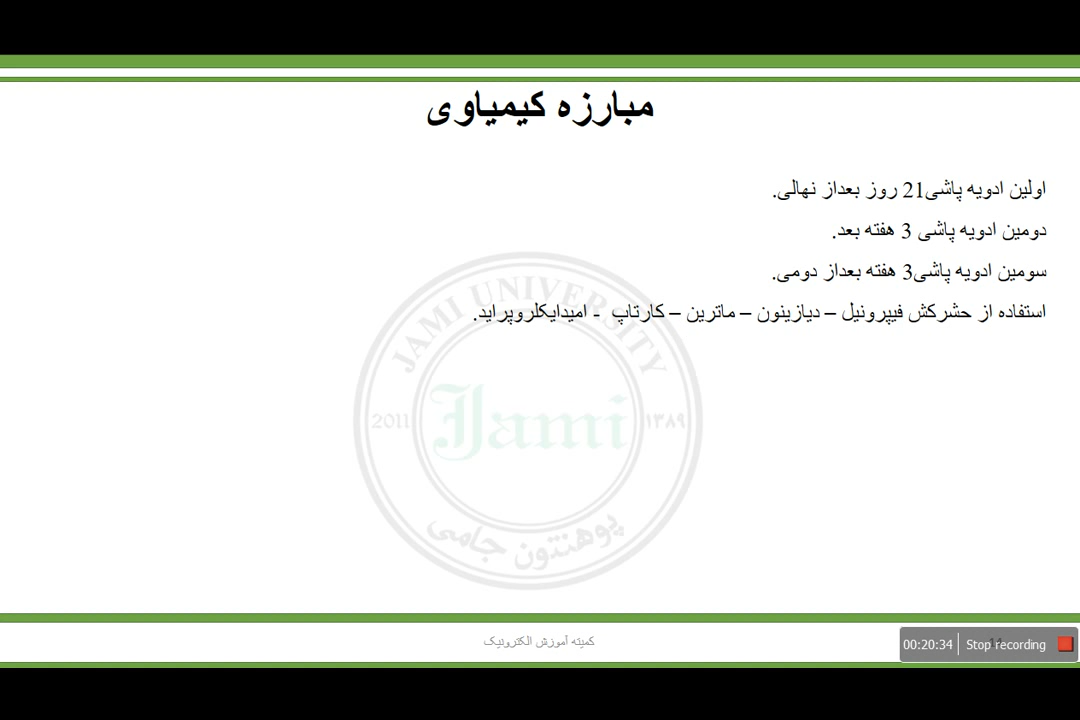 مبارزه کیمیاوی
اولین ادویه پاشی21 روز بعداز نهالی.
دومین ادویه پاشی 3 هفته بعد.
سومین ادویه پاشی3 هفته بعداز دومی.
استفاده از حشرکش فیپرونیل – دیازینون – ماترین – کارتاپ - امیدایکلروپراید.
JAMI UNIVERSITY
2011 Jami ۱۳۸۹
پوهنتون جامی
کمیته آموزش الکترونیک
14
00:20:34 Stop recording